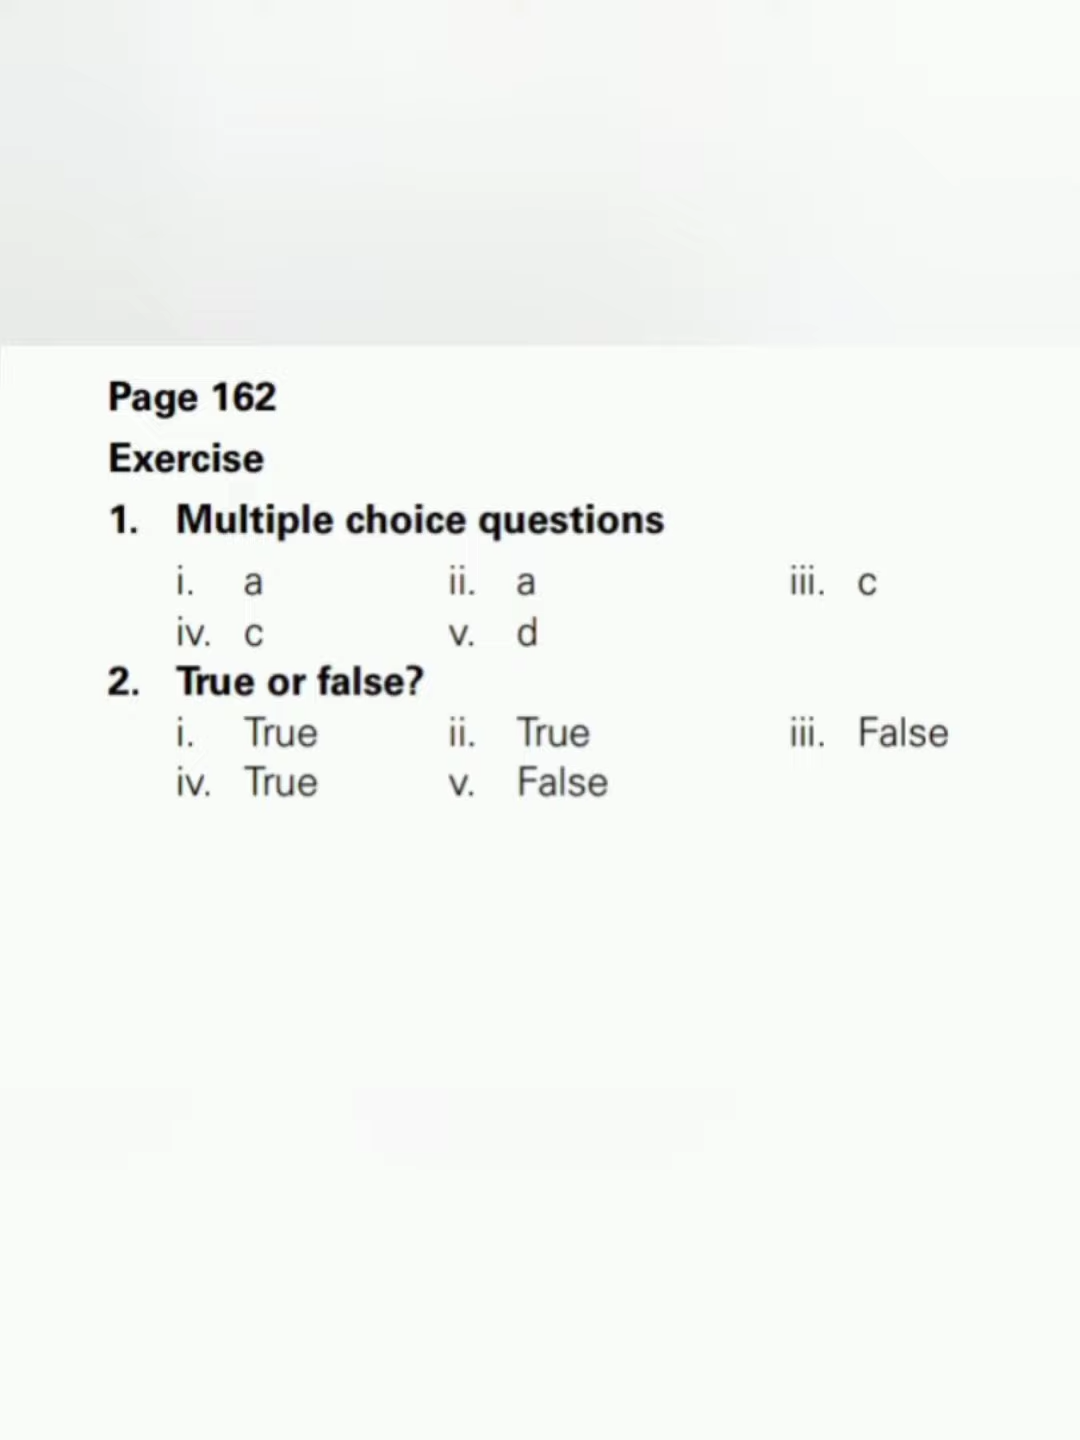 Page 162
Exercise
1. Multiple choice questions
i. a ii. a iii. c
iv. c v. d
2. True or false?
i. True ii. True iii. False
iv. True v. False